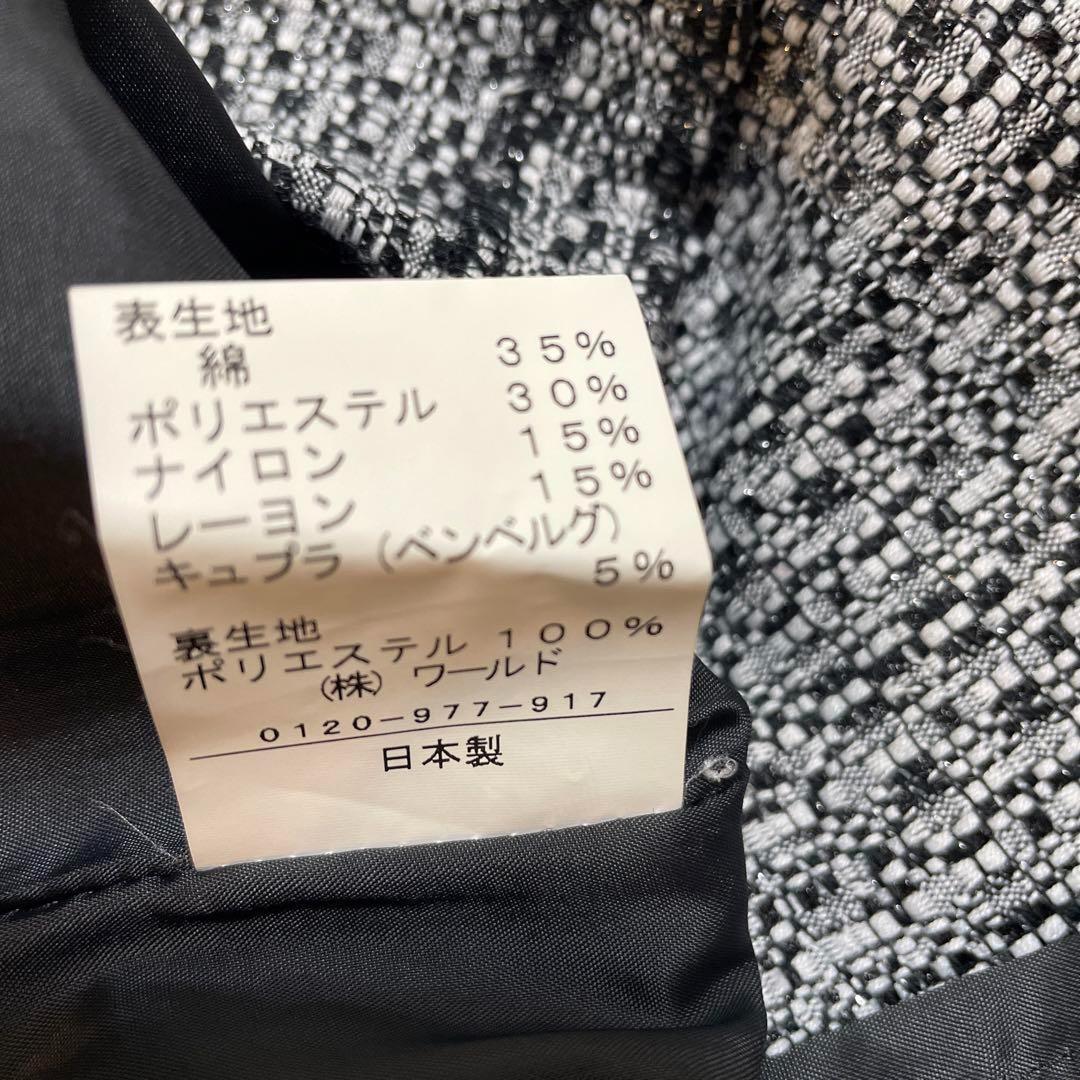 表生地
綿 35%
ポリエステル 30%
ナイロン 15%
レーヨン 15%
キュプラ(ベンベルグ)
5%
裏生地
ポリエステル 100%
(株) ワールド
0120-977-917
日本製